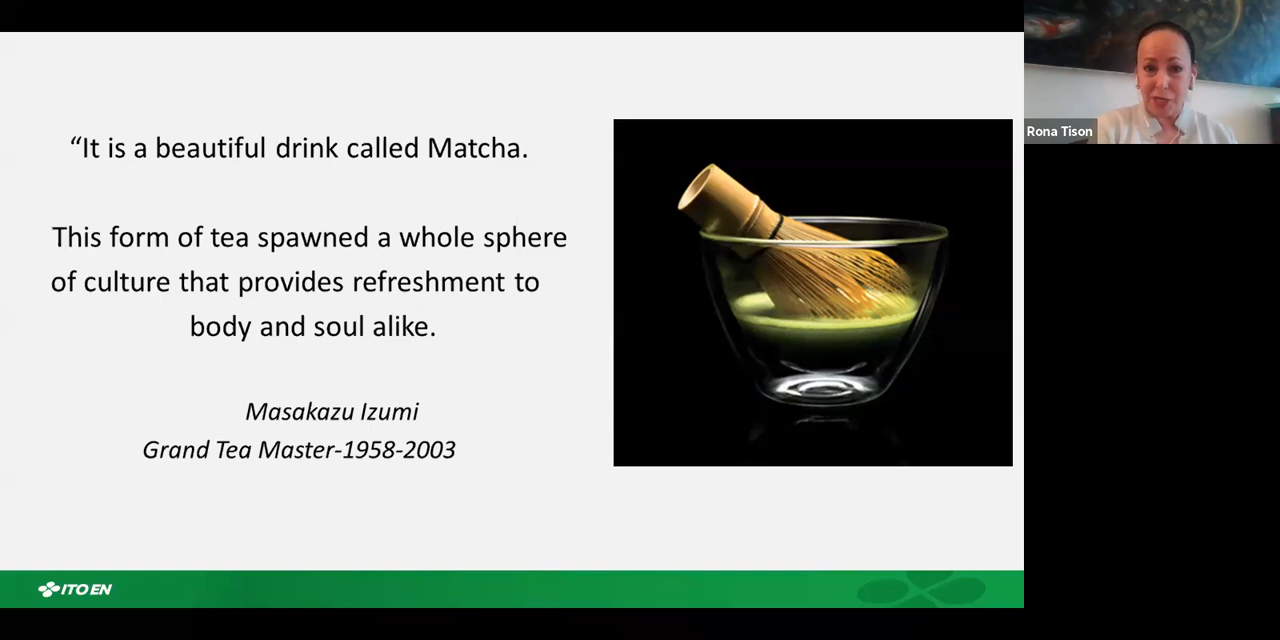 “It is a beautiful drink called Matcha.
This form of tea spawned a whole sphere
of culture that provides refreshment to
body and soul alike.
Masakazu Izumi
Grand Tea Master-1958-2003
ITO EN
Rona Tison